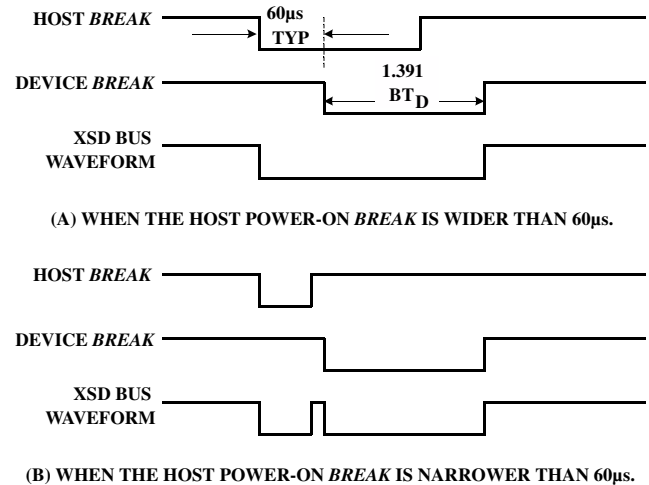 60µs
HOST BREAK
TYP
1.391
DEVICE BREAK
BT D
XSD BUS
WAVEFORM
(A) WHEN THE HOST POWER-ON BREAK IS WIDER THAN 60µs.
HOST BREAK
DEVICE BREAK
XSD BUS
WAVEFORM
(B) WHEN THE HOST POWER-ON BREAK IS NARROWER THAN 60µs.